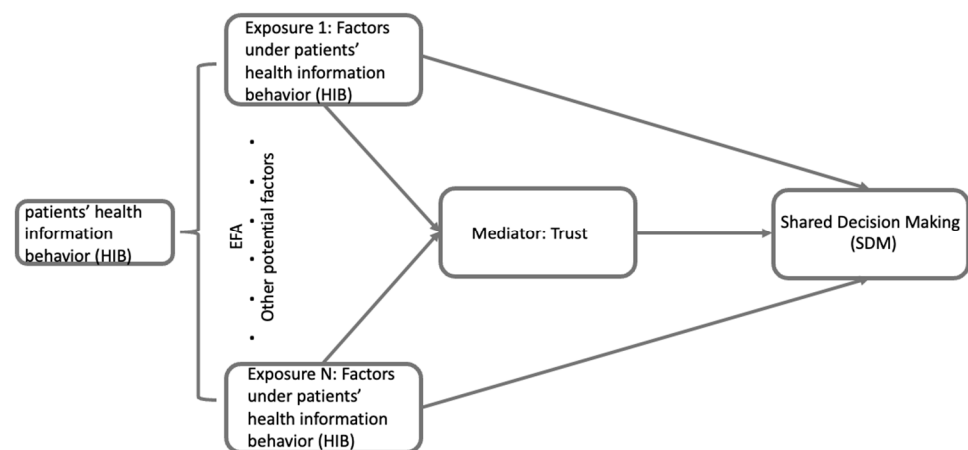 Exposure 1: Factors
under patients’
health information
behavior (HIB)
patients’ health
information
behavior (HIB)
EFA
Other potential factors
Mediator: Trust
Shared Decision Making
(SDM)
Exposure N: Factors
under patients’
health information
behavior (HIB)